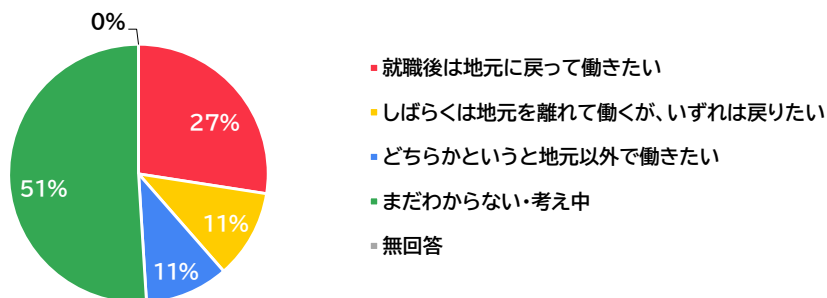 0%
27%
11%
11%
51%
就職後は地元に戻って働きたい
しばらくは地元を離れて働くが、いずれは戻りたい
どちらかというと地元以外で働きたい
まだわからない・考え中
無回答